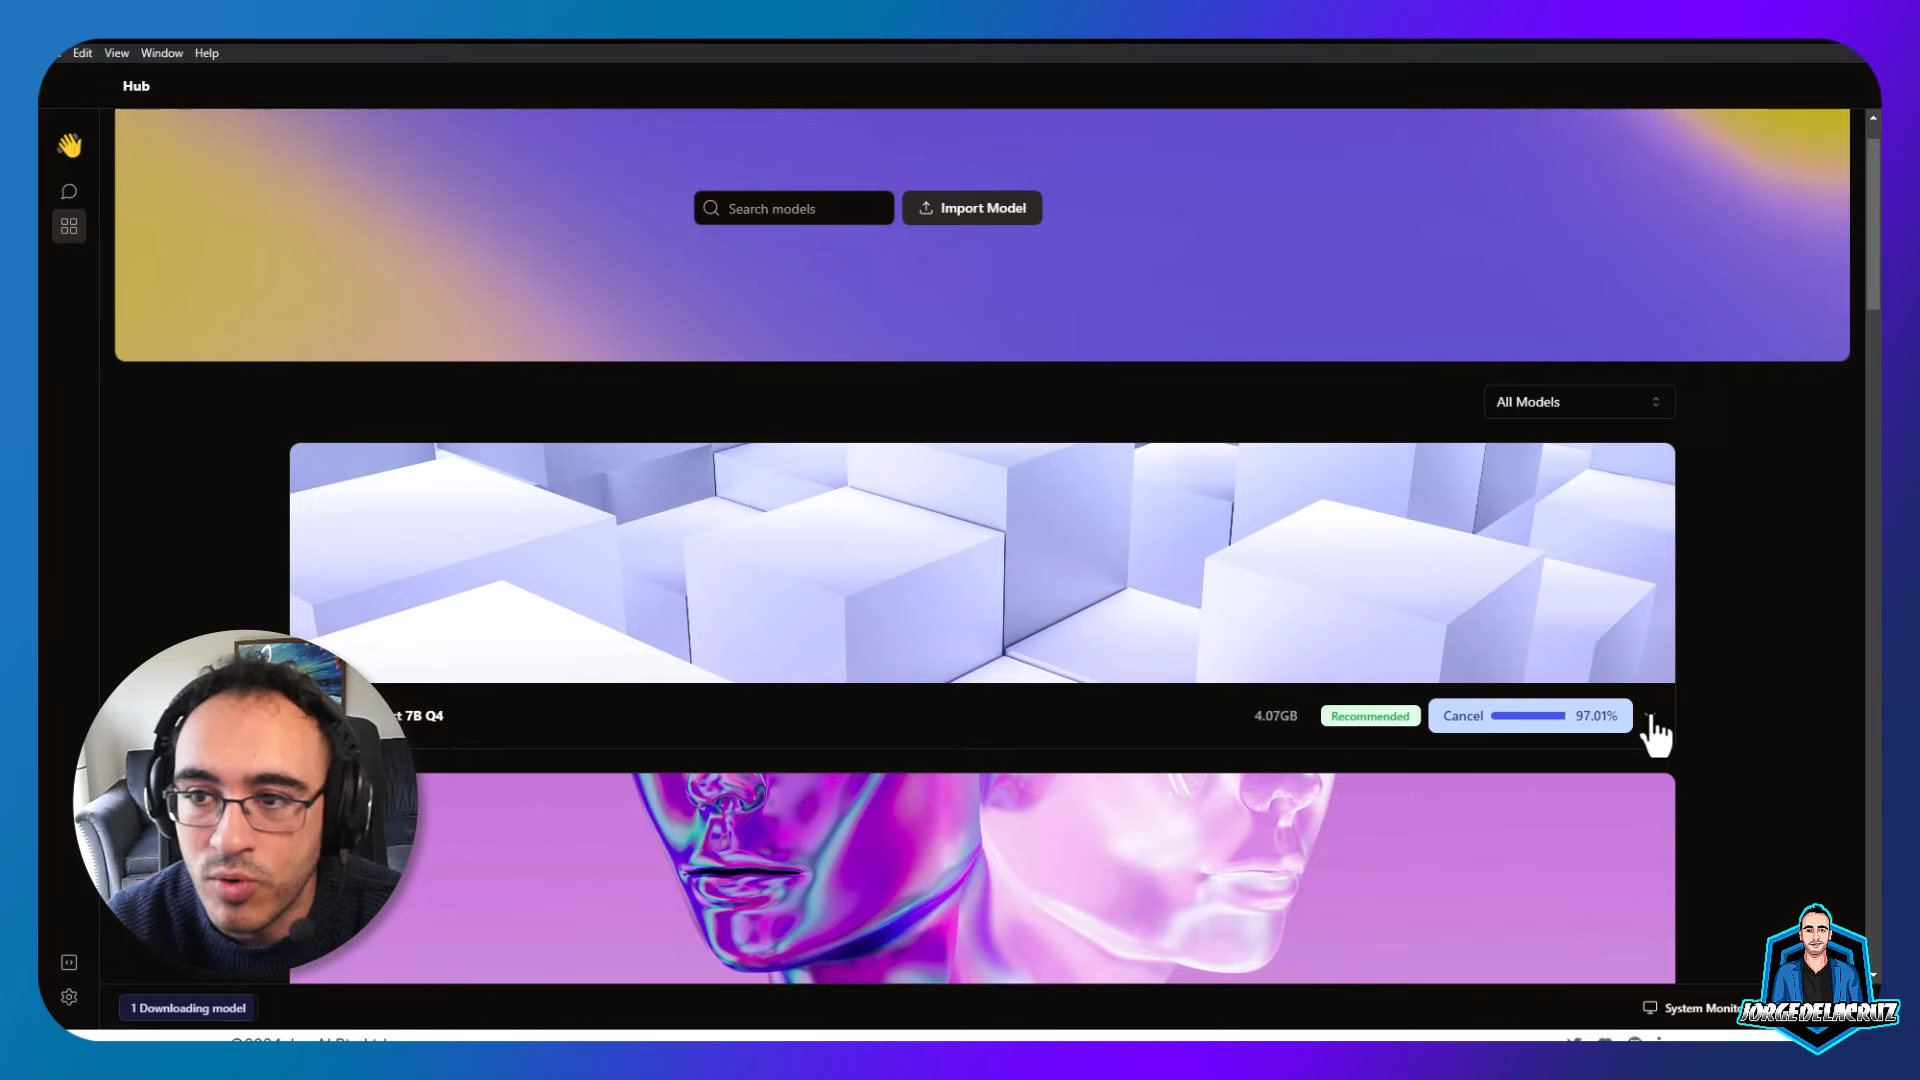 Edit View Window Help
Hub
Search models
Import Model
All Models
7B Q4
4.07GB
Recommended
Cancel
97.01%
1 Downloading model
System
JORGEDELACRUZ